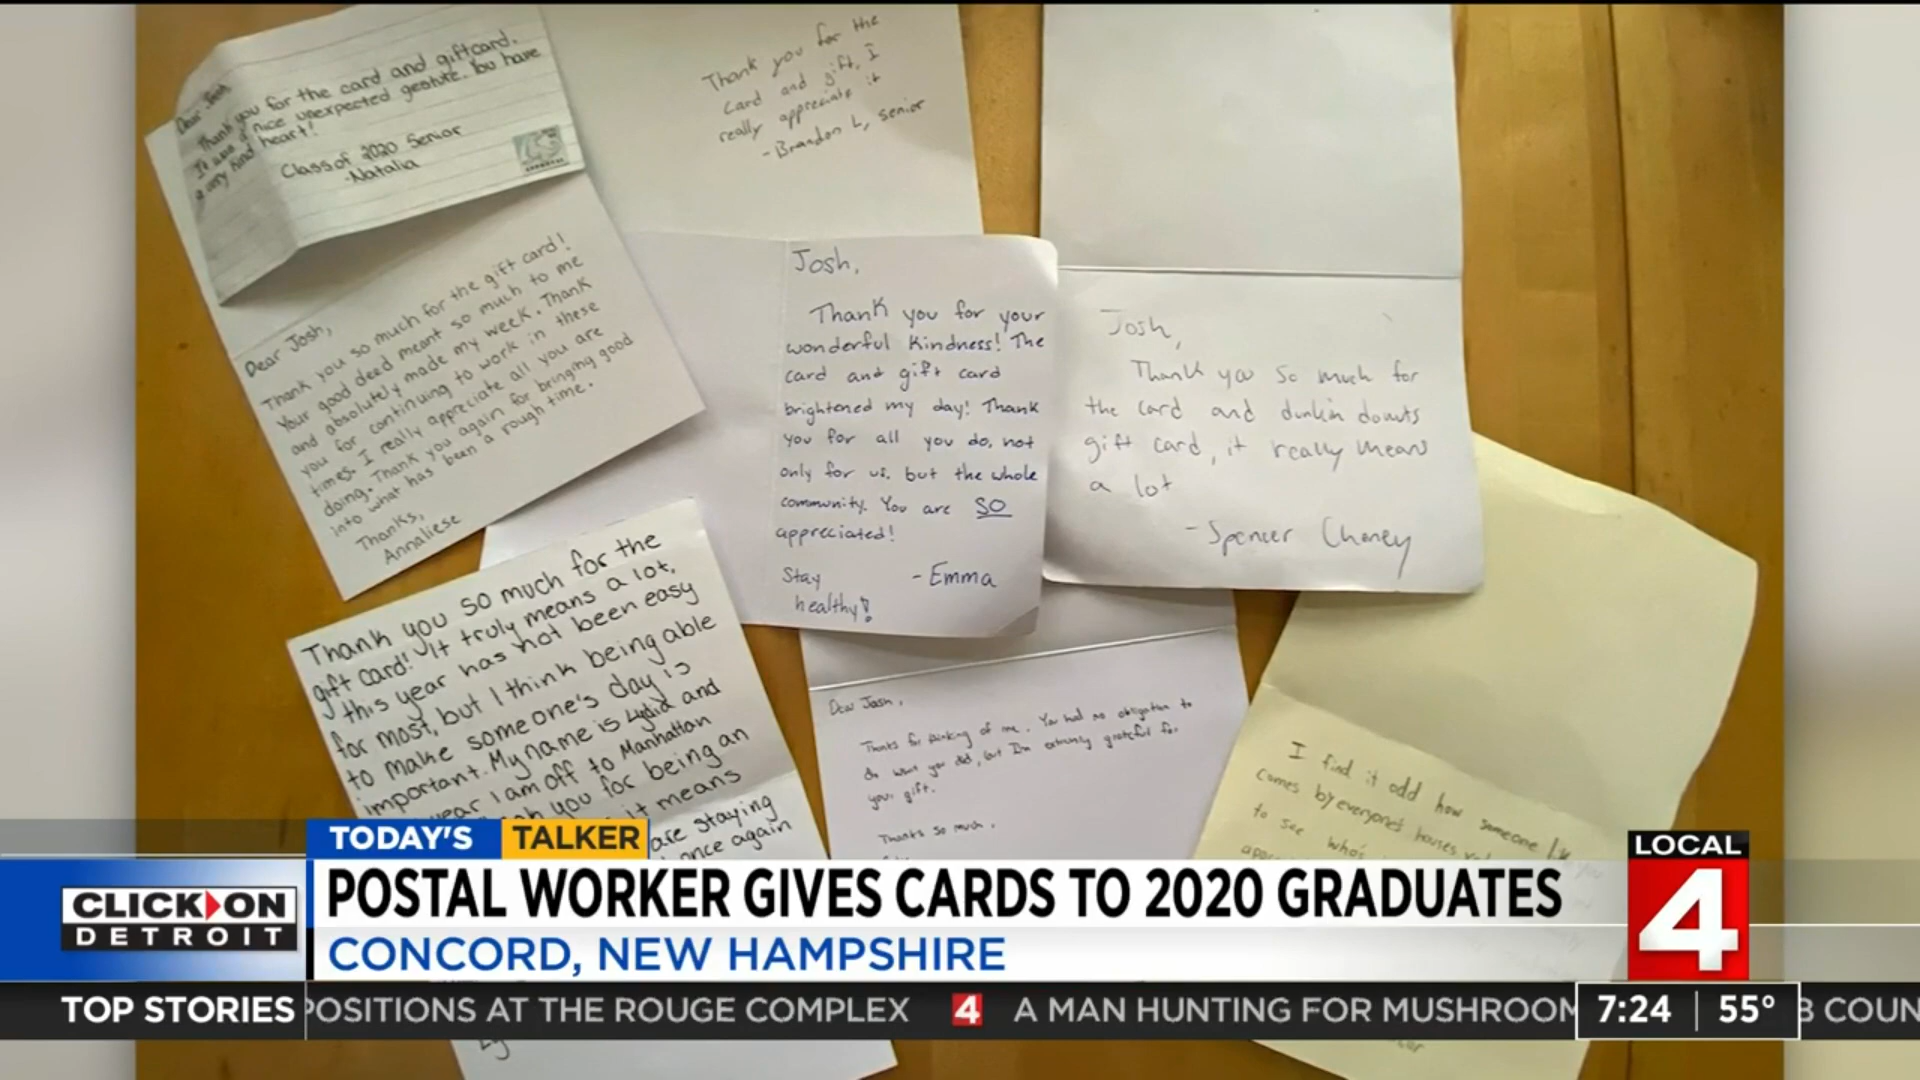 Dear Josh
Thank you for the card and giftcard.
It was a nice unexpected gesture. You have
a very kind heart!
Class of 2020 Senior
-Natalia
Thank you for the
card and gift, I
really appreciate it
- Brandon L, senior
Dear Josh,
Thank you so much for the gift card!
Your good deed meant so much to me
and absolutely made my week. Thank
you for continuing to work in these
times. I really appreciate all you are
doing. Thank you again for bringing good
into what has been a rough time.
Thanks,
Annaliese
Josh,
Thank you for your
wonderful kindness! The
card and gift card
brightened my day! Thank
you for all you do, not
only for us, but the whole
community. You are SO
appreciated!
Stay
healthy!
- Emma
Josh,
Thank you so much for
the card and dunkin donuts
gift card, it really means
a lot
- Spencer Chaney
Thank you so much for the
gift card! It truly means a lot,
this year has not been easy
for most, but I think being able
to make someone's day is
important. My name is Lydia and
year I am off to Manhattan
you for being an
it means
are staying
once again
Dear Josh,
Thanks for thinking of me. You had no obligation to
do what you did, but I'm extremely grateful for
your gift.
Thanks so much,
I find it odd how someone
comes by everyone's houses
to see who's
TODAY'S TALKER
POSTAL WORKER GIVES CARDS TO 2020 GRADUATES
CONCORD, NEW HAMPSHIRE
CLICK ON
DETROIT
LOCAL
4
TOP STORIES
POSITIONS AT THE ROUGE COMPLEX 4 A MAN HUNTING FOR MUSHROOM
7:24 55°
B COUN